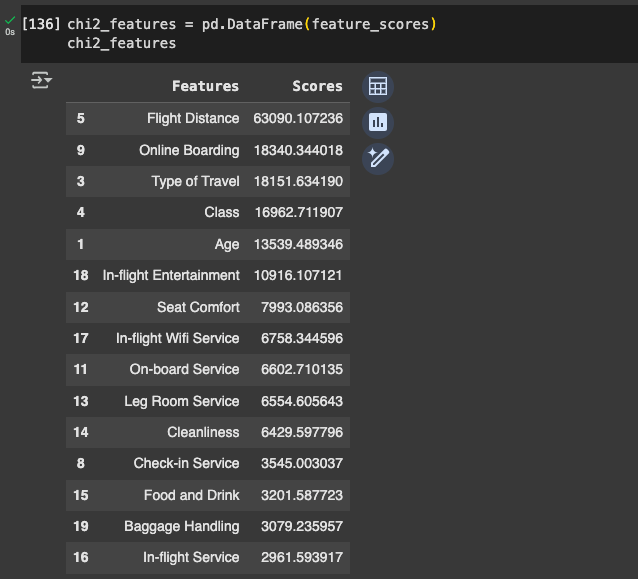 [136] chi2_features = pd.DataFrame(feature_scores)
chi2_features
0s
Features Scores
5 Flight Distance 63090.107236
9 Online Boarding 18340.344018
3 Type of Travel 18151.634190
4 Class 16962.711907
1 Age 13539.489346
18 In-flight Entertainment 10916.107121
12 Seat Comfort 7993.086356
17 In-flight Wifi Service 6758.344596
11 On-board Service 6602.710135
13 Leg Room Service 6554.605643
14 Cleanliness 6429.597796
8 Check-in Service 3545.003037
15 Food and Drink 3201.587723
19 Baggage Handling 3079.235957
16 In-flight Service 2961.593917